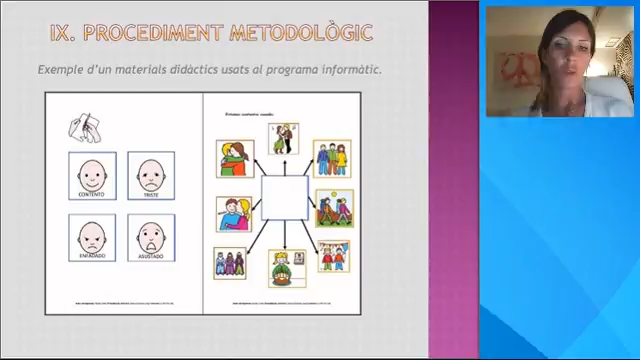 IX. PROCEDIMENT METODOLÒGIC
Exemple d'un materials didàctics usats al programa informàtic.
CONTENTO
TRISTE
ENFADADO
ASUSTADO